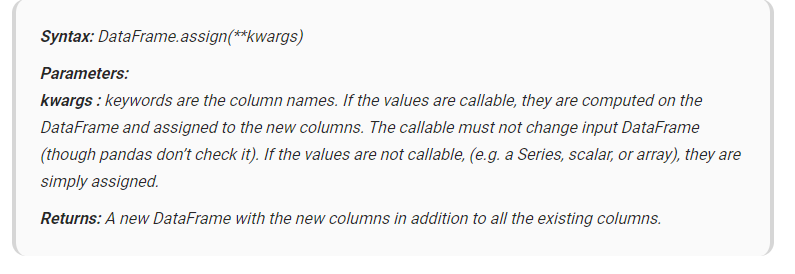 Syntax: DataFrame.assign(**kwargs)
Parameters:
kwargs : keywords are the column names. If the values are callable, they are computed on the
DataFrame and assigned to the new columns. The callable must not change input DataFrame
(though pandas don’t check it). If the values are not callable, (e.g. a Series, scalar, or array), they are
simply assigned.
Returns: A new DataFrame with the new columns in addition to all the existing columns.